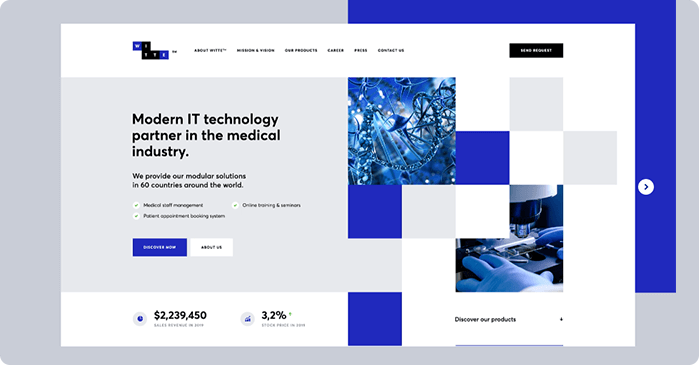 WI
TTE
TM
ABOUT WITTE™
MISSION & VISION
OUR PRODUCTS
CAREER
PRESS
CONTACT US
SEND REQUEST
Modern IT technology
partner in the medical
industry.
We provide our modular solutions
in 60 countries around the world.
Medical staff management
Online training & seminars
Patient appointment booking system
DISCOVER NOW
ABOUT US
$2,239,450
SALES REVENUE IN 2019
3,2%
STOCK PRICE IN 2019
Discover our products
+